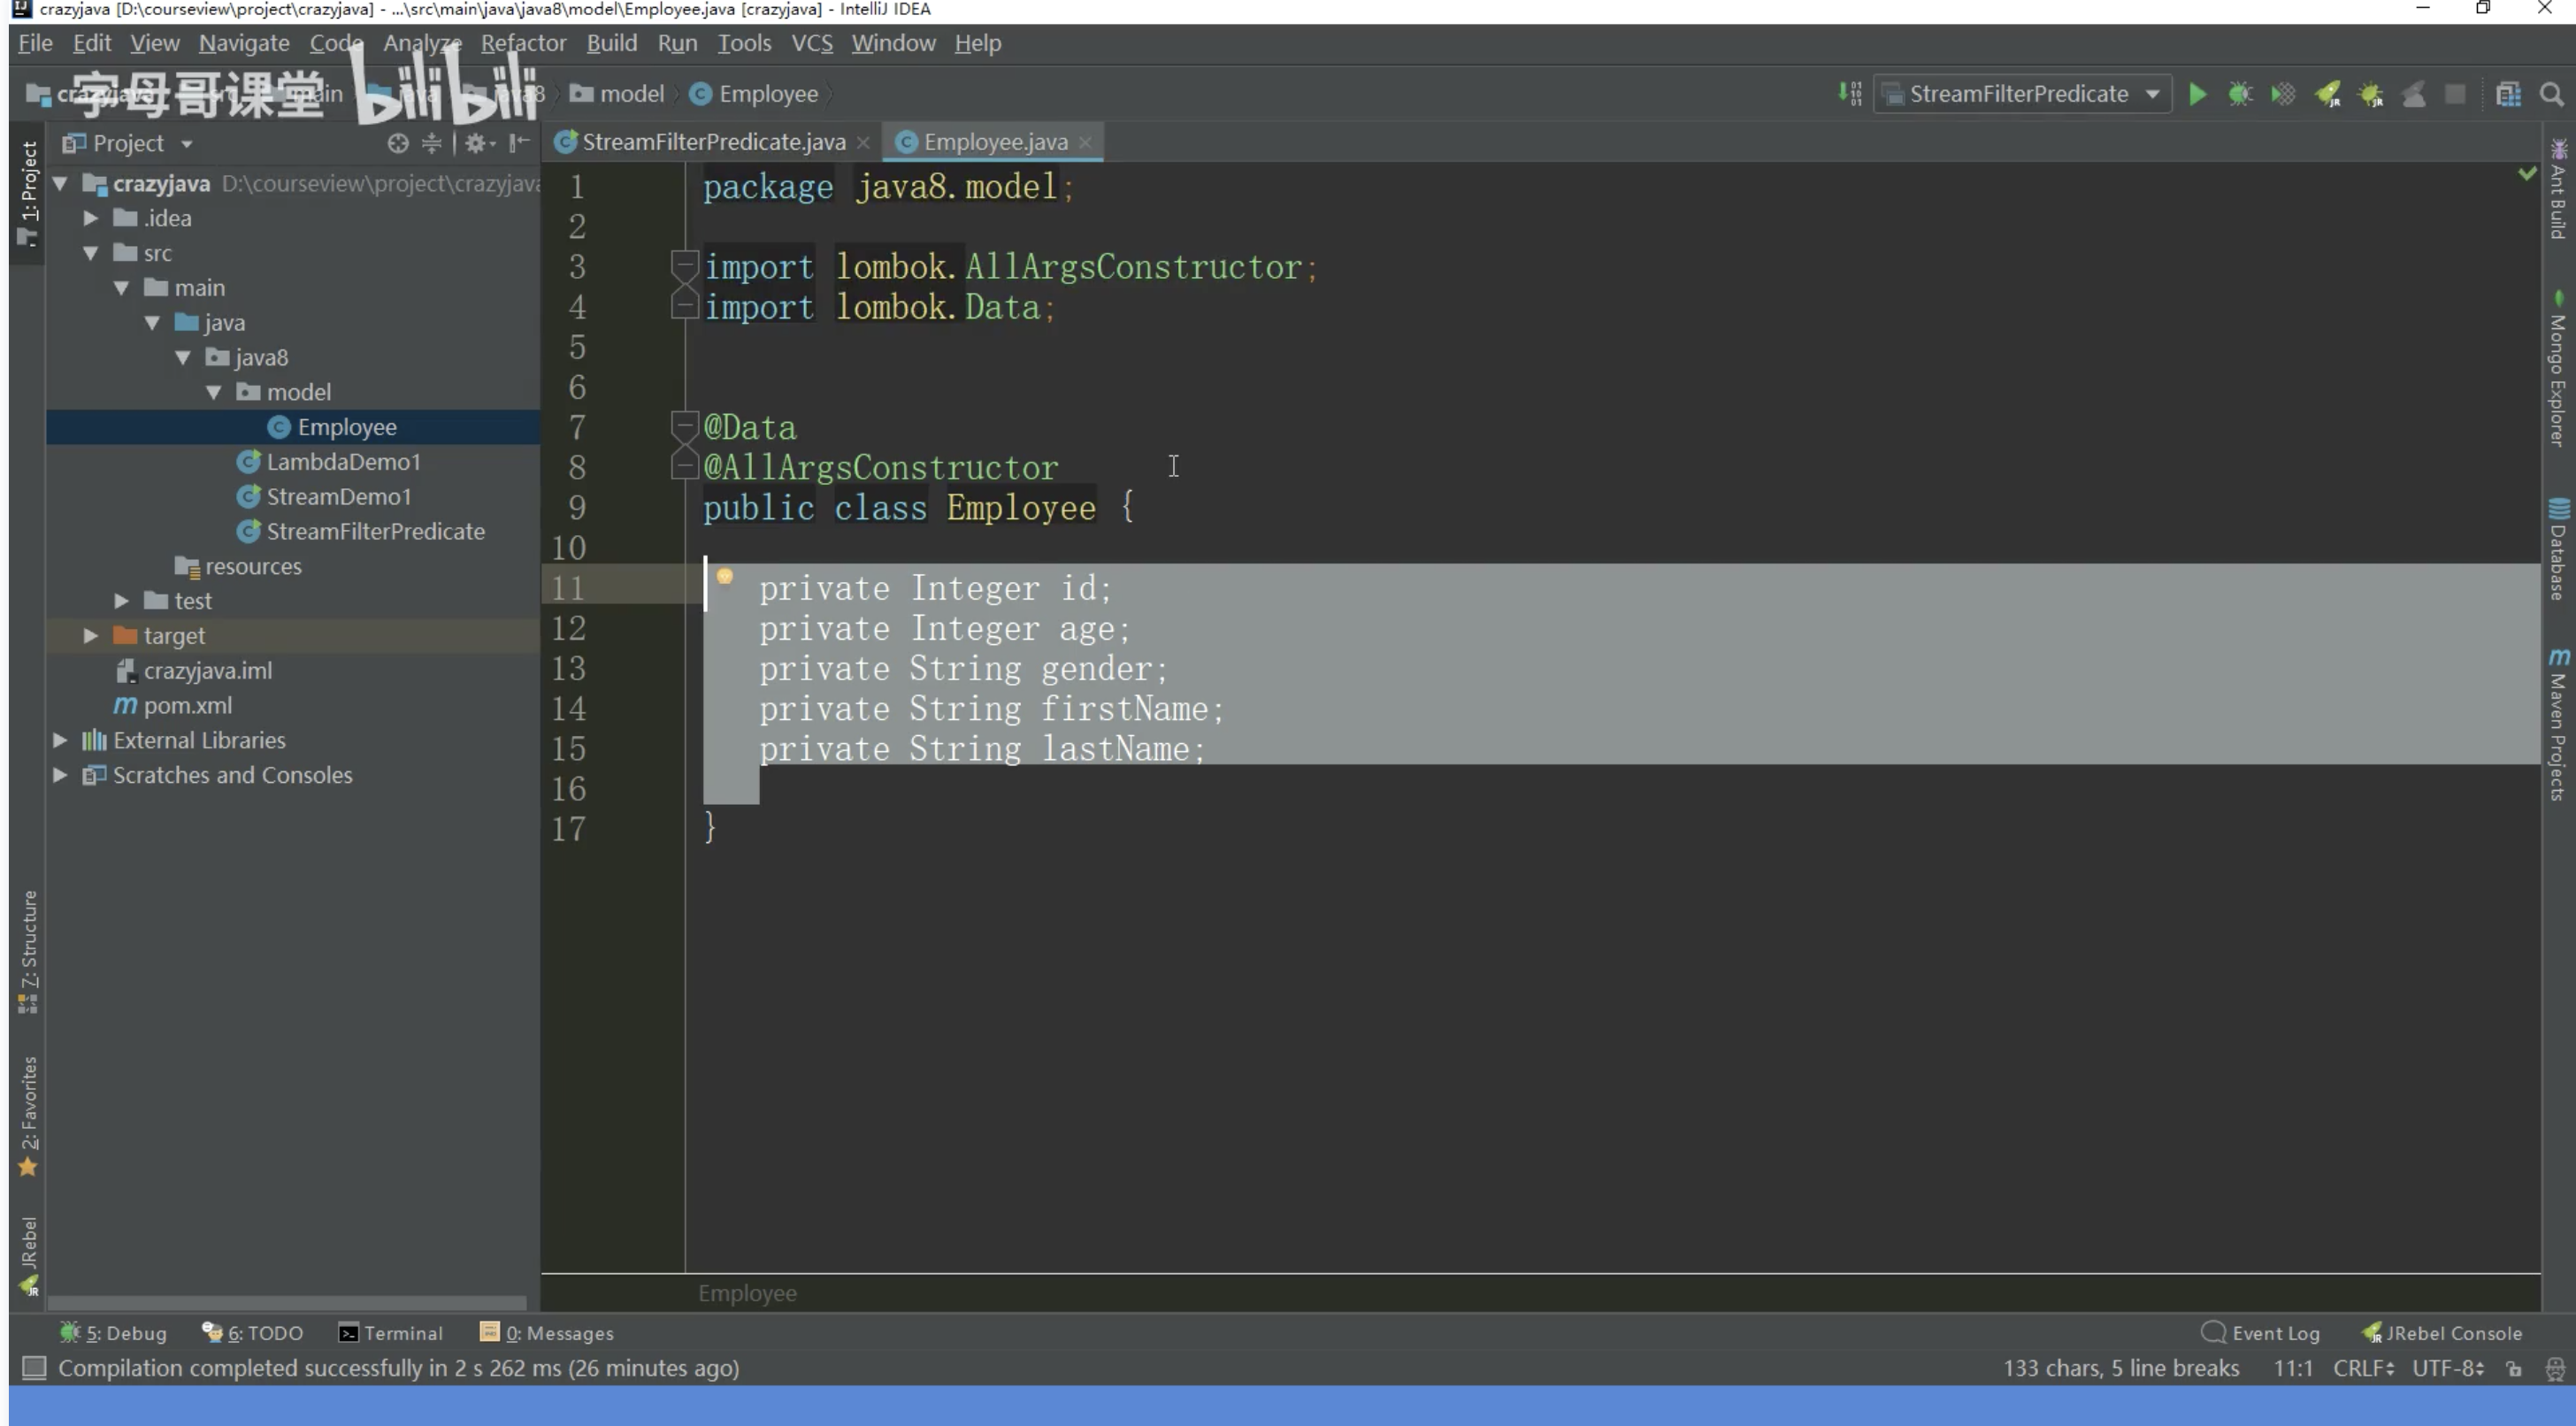 crazyjava [D:\courseview\project\crazyjava] - ...\src\main\java\java8\model\Employee.java [crazyjava] - IntelliJ IDEA
File Edit View Navigate Code Analyze Refactor Build Run Tools VCS Window Help
字母哥课堂 bilibili
crazyjava src main java java8 model Employee
StreamFilterPredicate
1: Project
Project
StreamFilterPredicate.java
Employee.java
crazyjava D:\courseview\project\crazyjava
.idea
src
main
java
java8
model
Employee
LambdaDemo1
StreamDemo1
StreamFilterPredicate
resources
test
target
crazyjava.iml
pom.xml
External Libraries
Scratches and Consoles
1 package java8.model;
2
3 import lombok.AllArgsConstructor;
4 import lombok.Data;
5
6
7 @Data
8 @AllArgsConstructor
9 public class Employee {
10
11 private Integer id;
12 private Integer age;
13 private String gender;
14 private String firstName;
15 private String lastName;
16
17 }
Employee
Ant Build
Mongo Explorer
Database
Maven Projects
7: Structure
2: Favorites
JRebel
5: Debug 6: TODO Terminal 0: Messages
Event Log JRebel Console
Compilation completed successfully in 2 s 262 ms (26 minutes ago)
133 chars, 5 line breaks 11:1 CRLF UTF-8